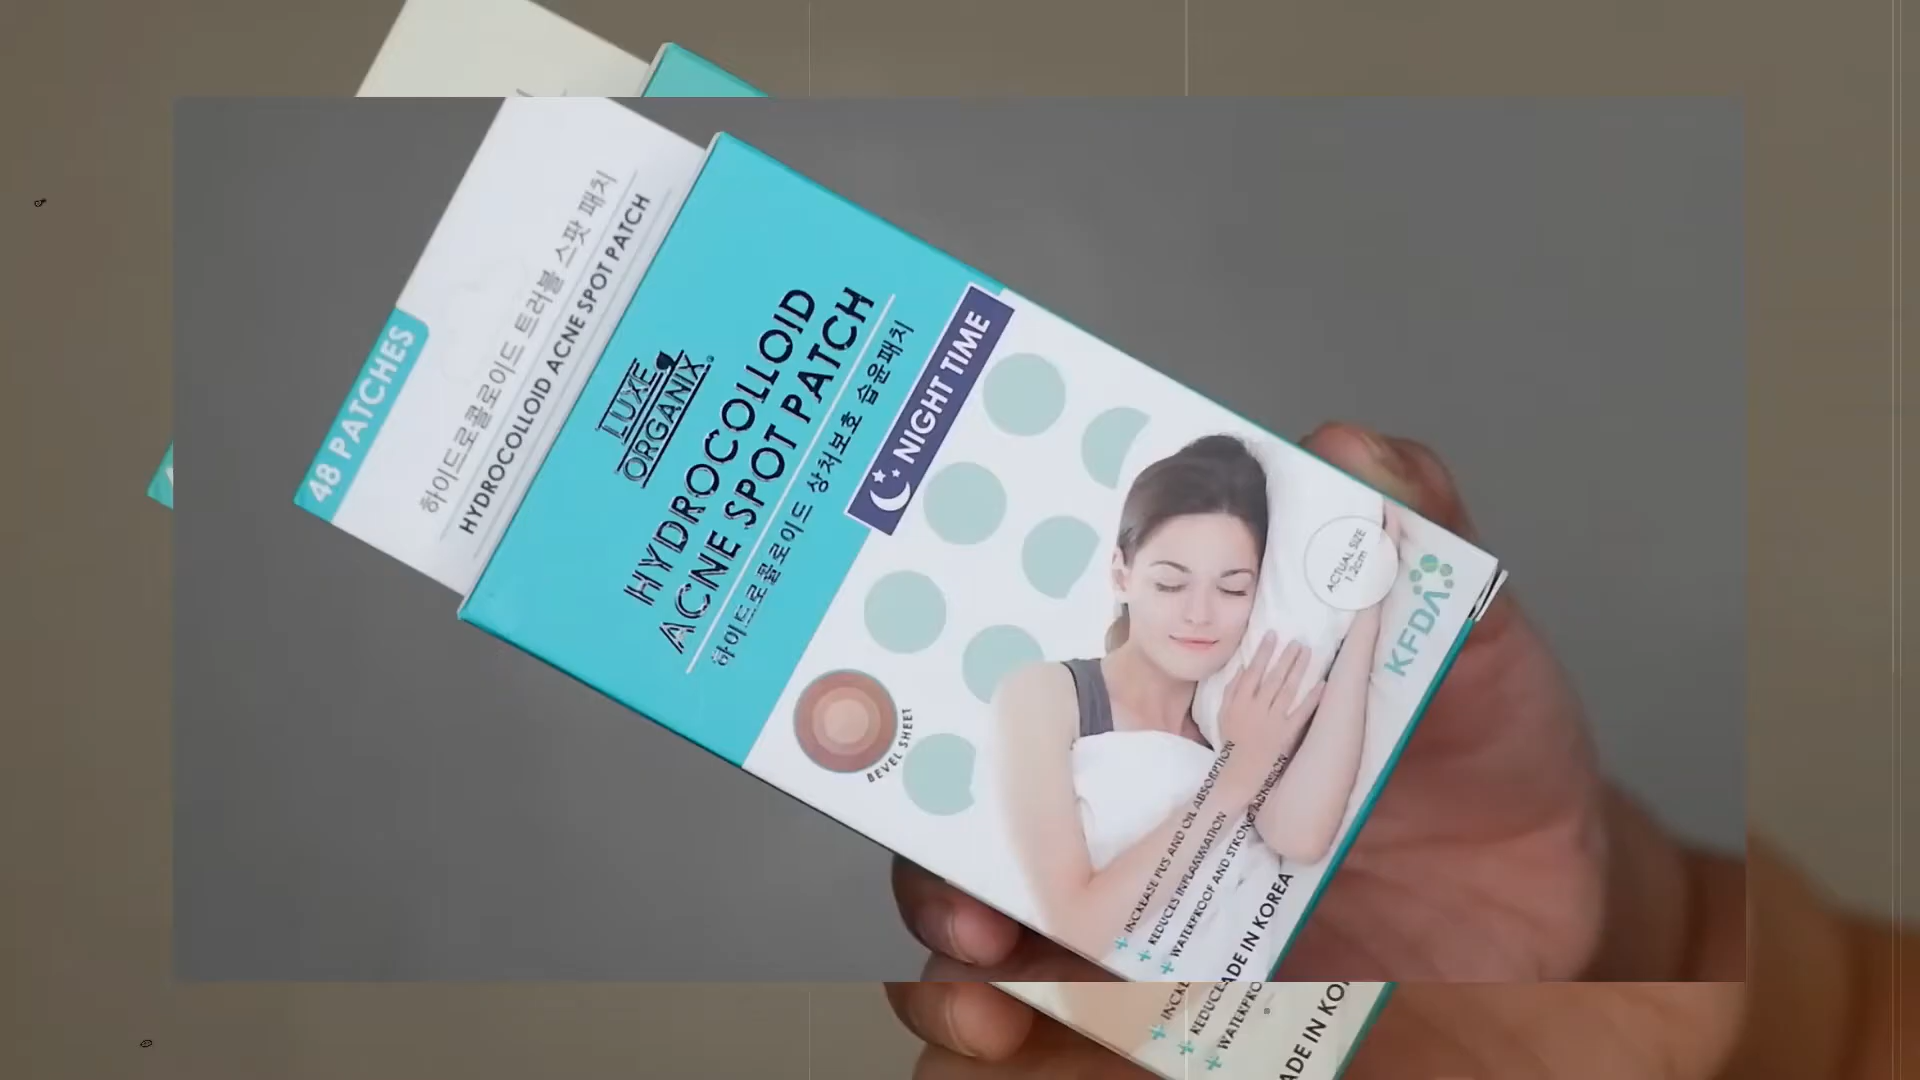 48 PATCHES
하이드로콜로이드 트러블 스팟 패치
HYDROCOLLOID ACNE SPOT PATCH
LUXE
ORGANIX
HYDROCOLLOID
ACNE SPOT PATCH
하이드로콜로이드 상처보호 습윤패치
NIGHT TIME
BEVEL SHEET
ACTUAL SIZE
1.2cm
KFDA
INCREASE PUS AND OIL ABSORPTION
REDUCES INFLAMMATION
WATERPROOF AND STRONG ADHESION
MADE IN KOREA